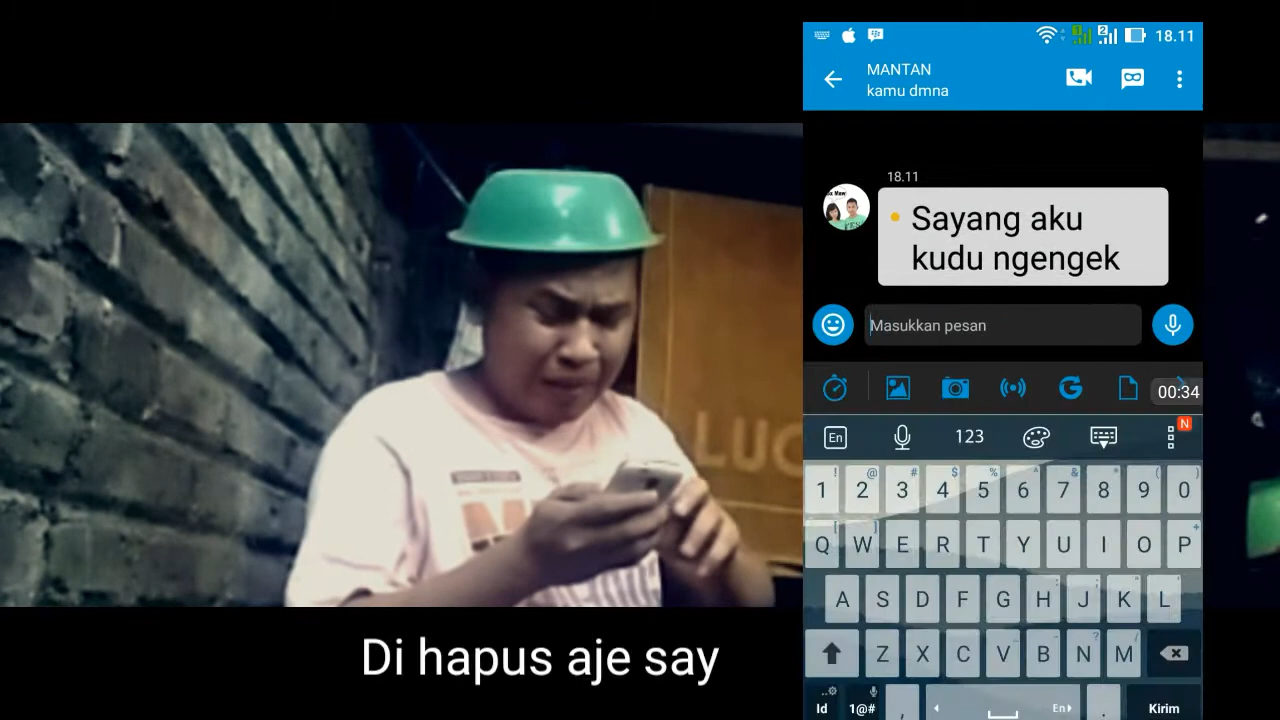 18.11
MANTAN
kamu dmna
18.11
Sayang aku
kudu ngengek
Masukkan pesan
00:34
N
En
123
1 2 3 4 5 6 7 8 9 0
Q W E R T Y U I O P
A S D F G H J K L
Z X C V B N M
Id 1@# , En . Kirim
LUC
Di hapus aje say